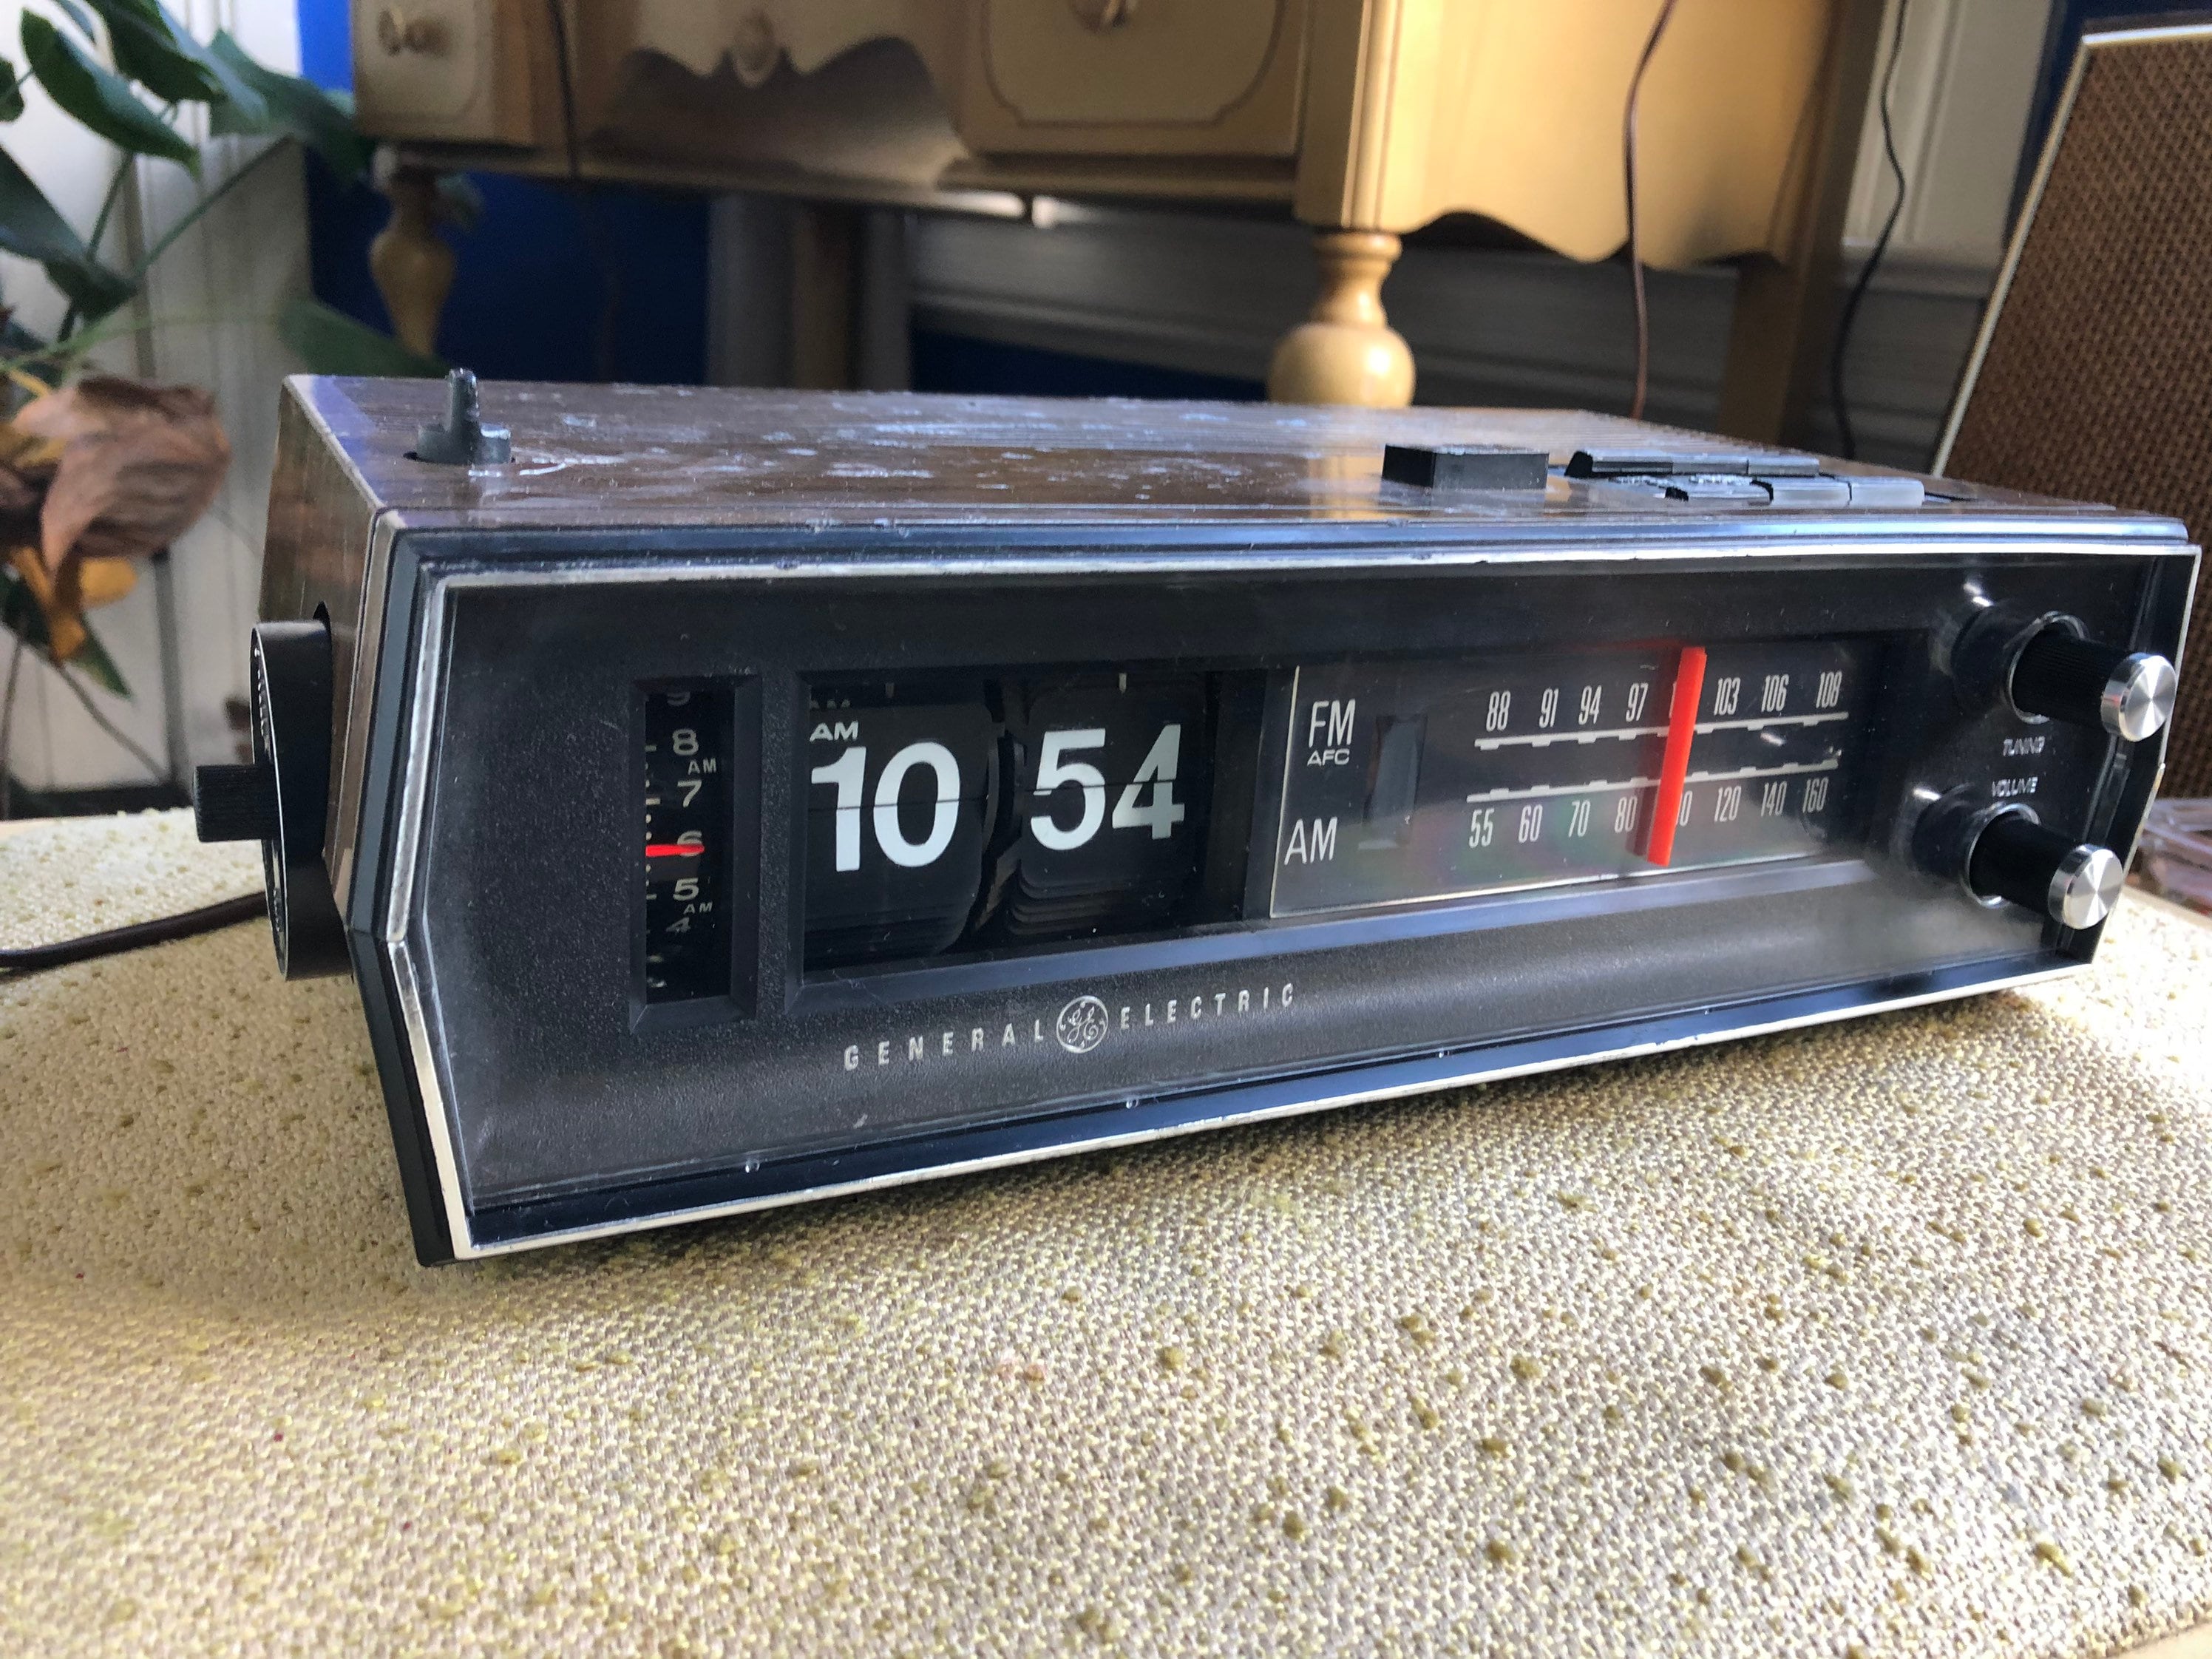 8
AM
7
6
5
AM
4
AM
10 54
FM
AFC
88 91 94 97 103 106 108
AM
55 60 70 80 120 140 160
TUNING
VOLUME
GENERAL GE ELECTRIC